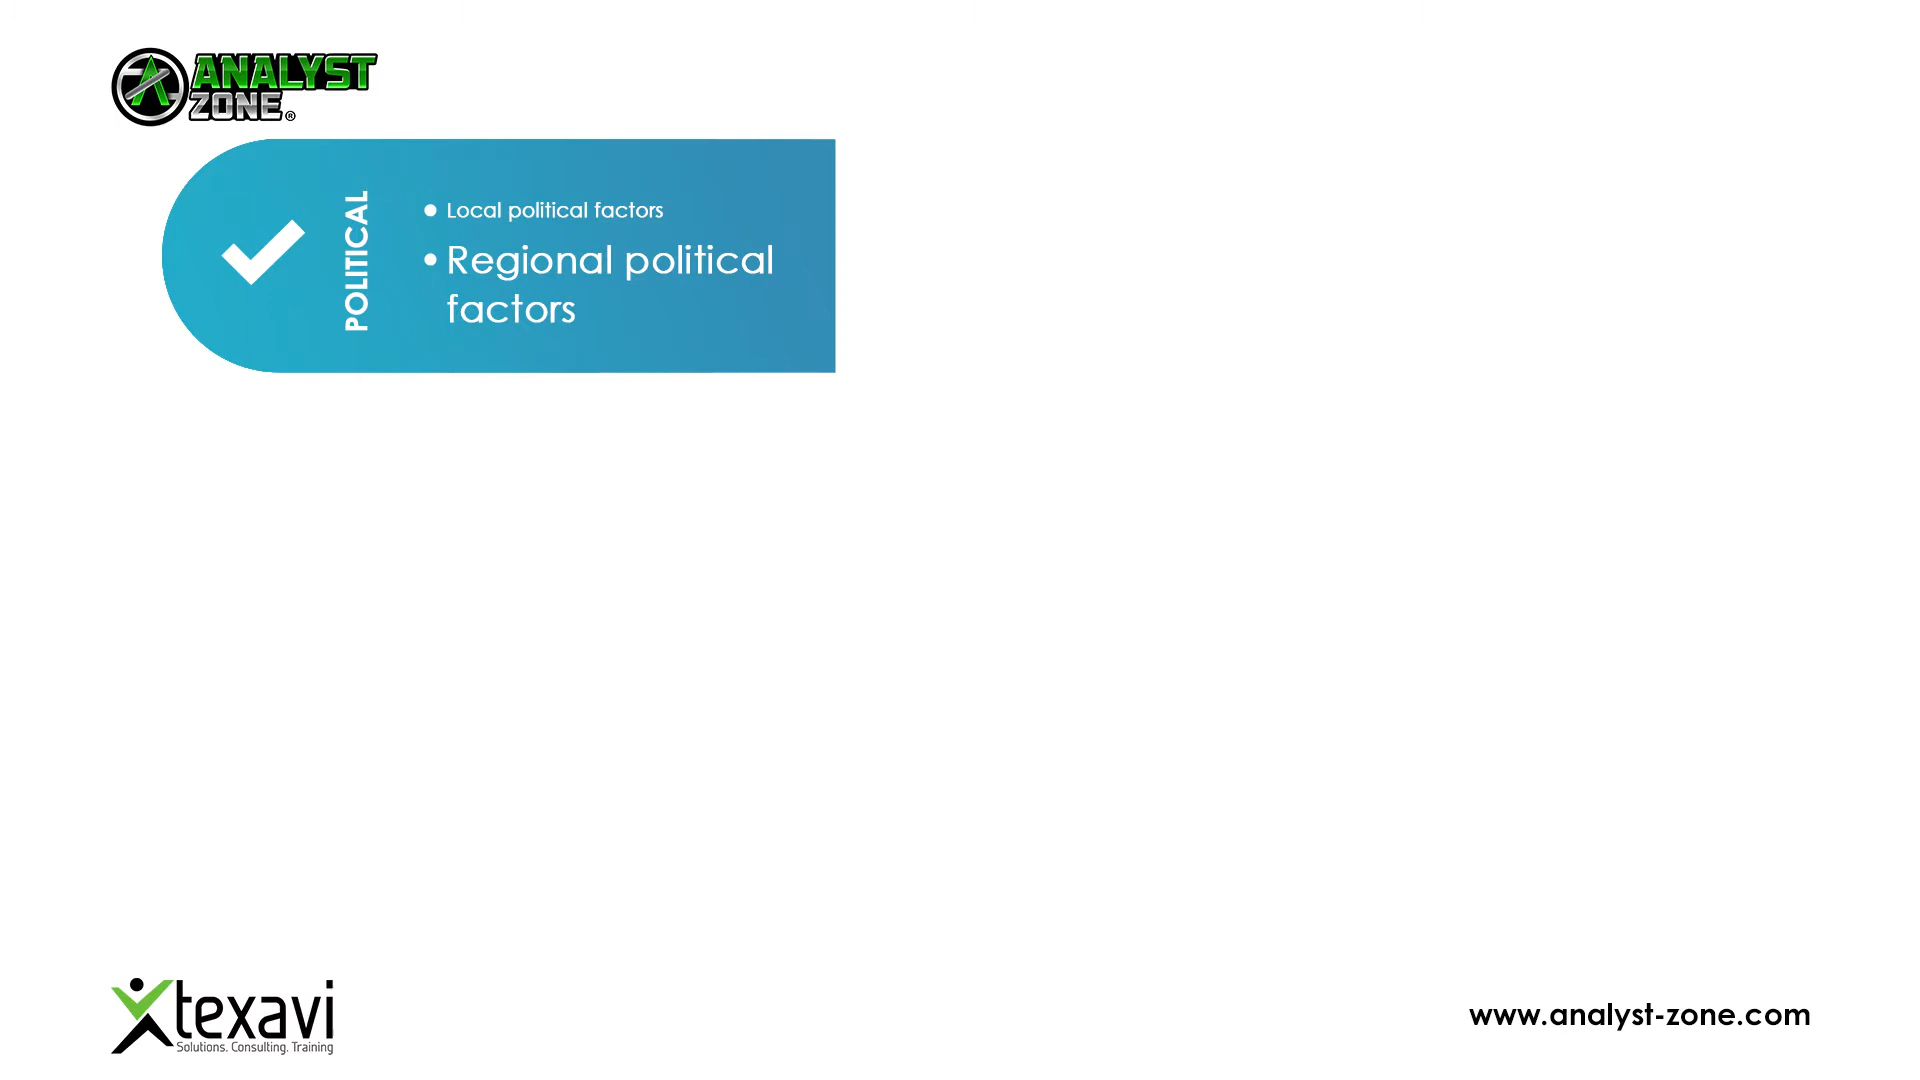 ANALYST
ZONE®
POLITICAL
• Local political factors
• Regional political
factors
texavi
Solutions. Consulting. Training
www.analyst-zone.com